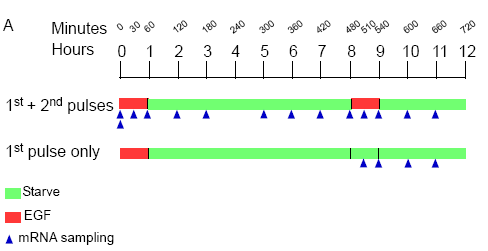 A Minutes 0 30 60 120 180 240 300 360 420 480 510 540 600 660 720
Hours 0 1 2 3 4 5 6 7 8 9 10 11 12
1st + 2nd pulses
1st pulse only
Starve
EGF
mRNA sampling